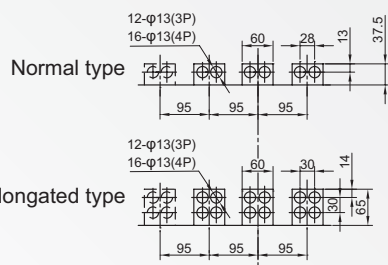 12-φ13(3P)
16-φ13(4P)
60
28
13
37.5
Normal type
95
95
95
12-φ13(3P)
16-φ13(4P)
60
30
14
longated type
30
65
95
95
95